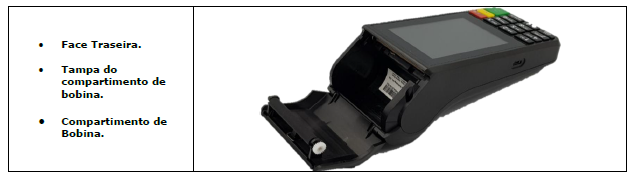 • Face Traseira.
• Tampa do
compartimento de
bobina.
• Compartimento de
Bobina.